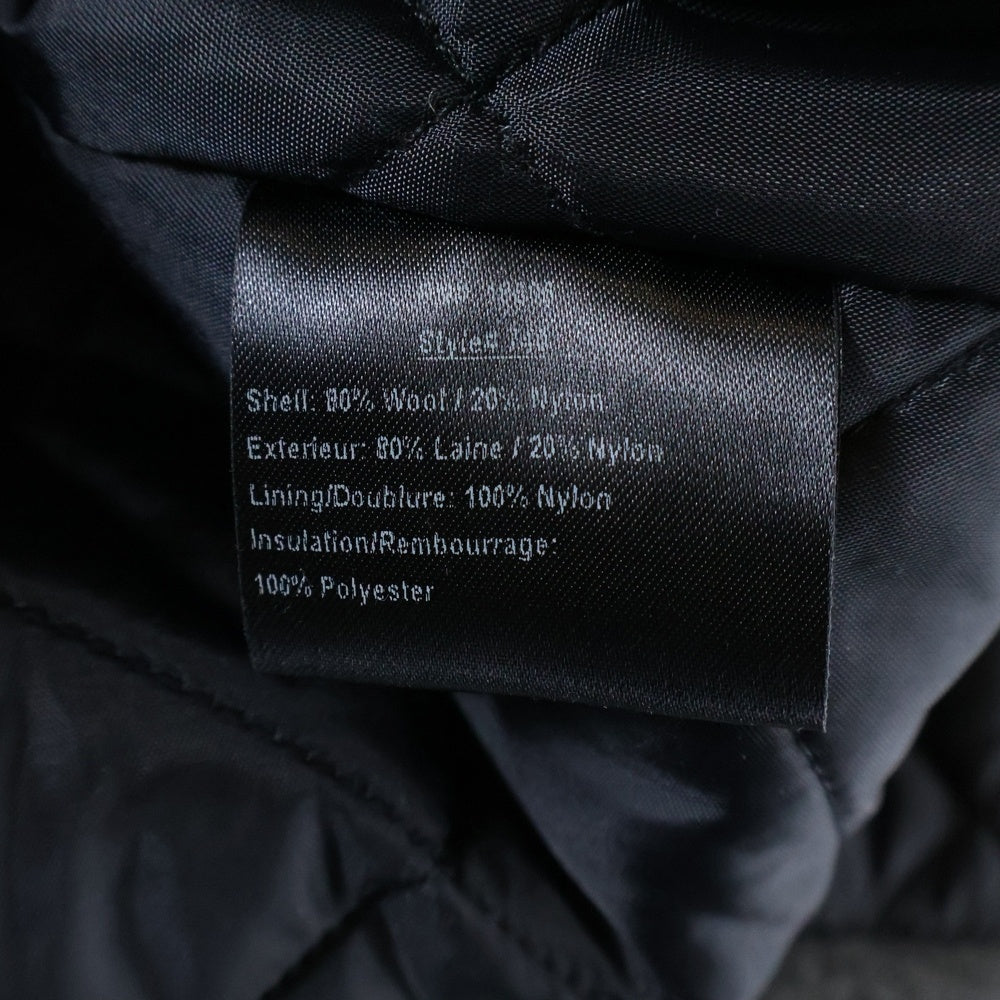 Shell: 80% Wool / 20% Nylon
Exterieur: 80% Laine / 20% Nylon
Lining/Doublure: 100% Nylon
Insulation/Rembourrage:
100% Polyester